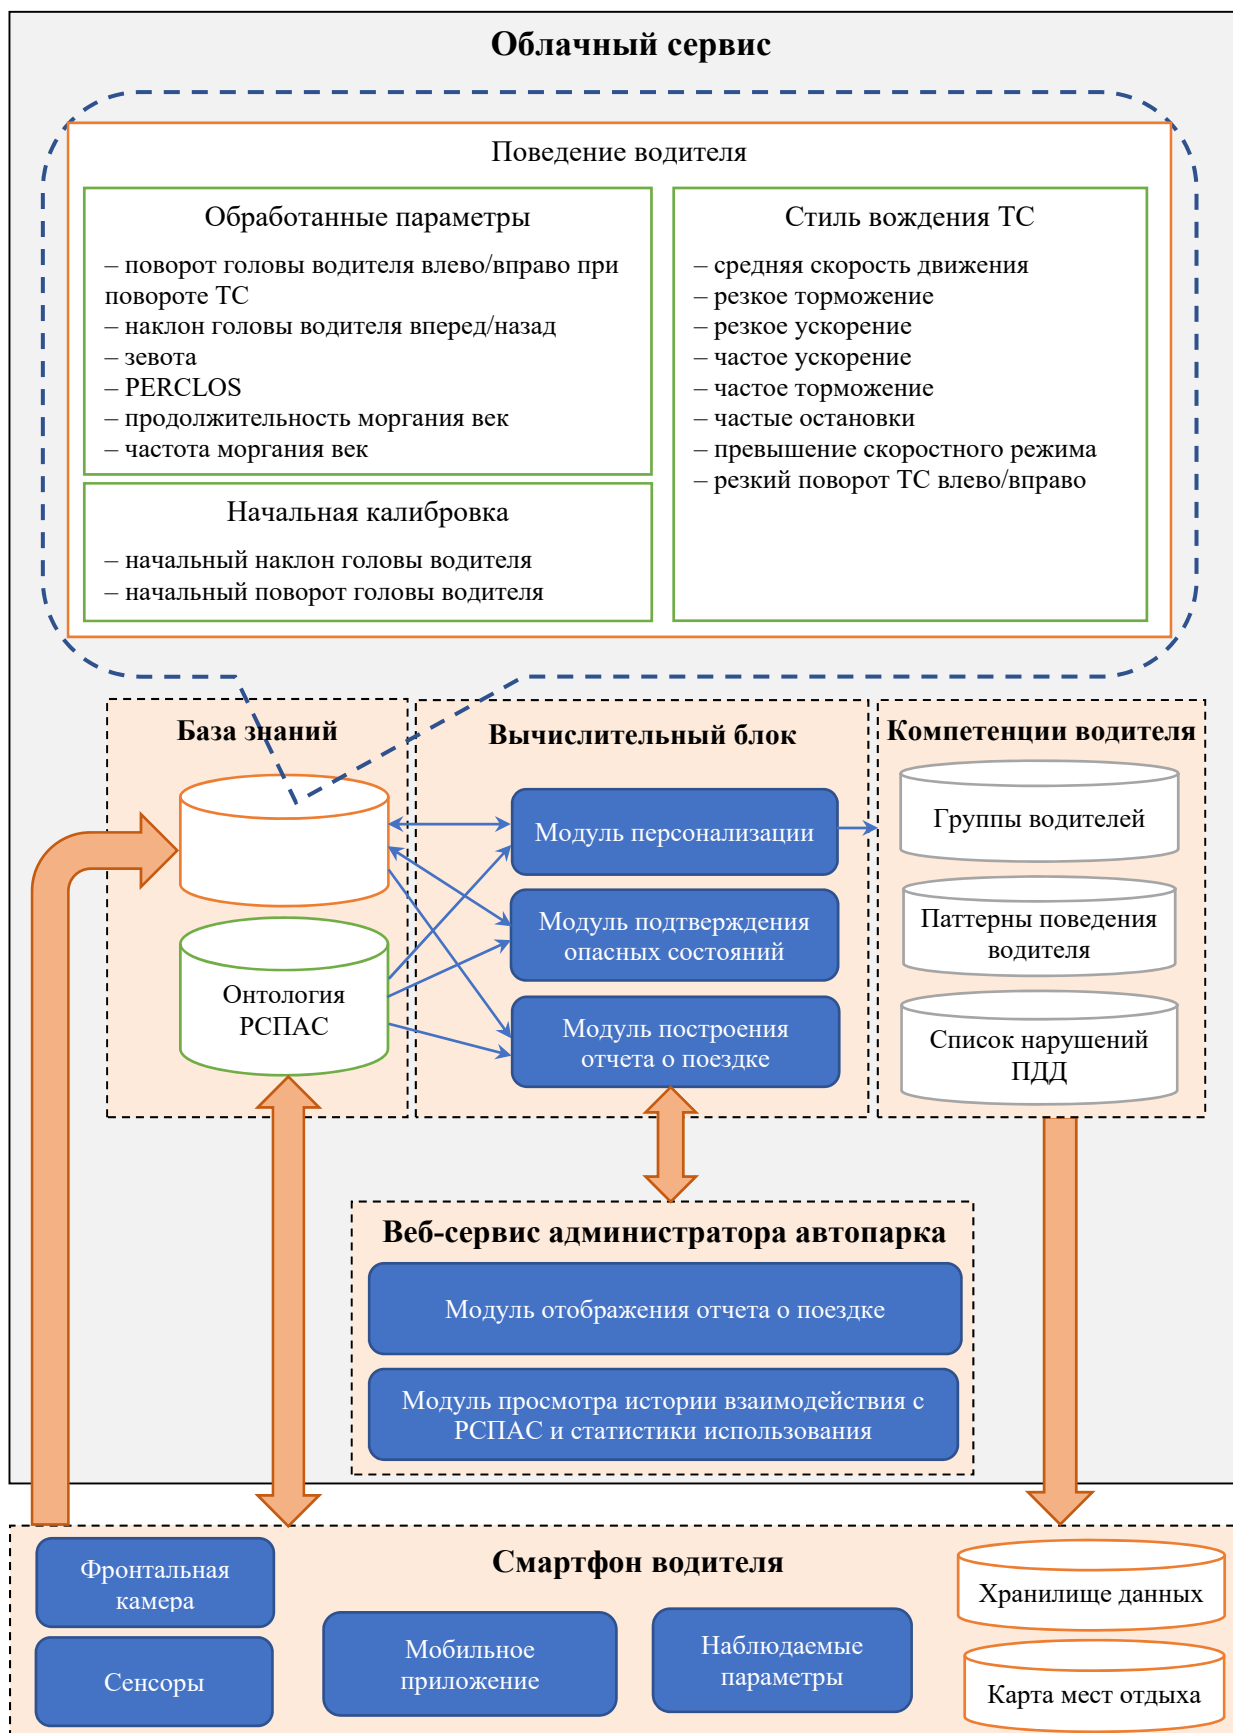 Облачный сервис
Поведение водителя
Обработанные параметры
– поворот головы водителя влево/вправо при
повороте ТС
– наклон головы водителя вперед/назад
– зевота
– PERCLOS
– продолжительность моргания век
– частота моргания век
Начальная калибровка
– начальный наклон головы водителя
– начальный поворот головы водителя
Стиль вождения ТС
– средняя скорость движения
– резкое торможение
– резкое ускорение
– частое ускорение
– частое торможение
– частые остановки
– превышение скоростного режима
– резкий поворот ТС влево/вправо
База знаний
Онтология
РСПАС
Вычислительный блок
Модуль персонализации
Модуль подтверждения
опасных состояний
Модуль построения
отчета о поездке
Компетенции водителя
Группы водителей
Паттерны поведения
водителя
Список нарушений
ПДД
Веб-сервис администратора автопарка
Модуль отображения отчета о поездке
Модуль просмотра истории взаимодействия с
РСПАС и статистики использования
Смартфон водителя
Фронтальная
камера
Сенсоры
Мобильное
приложение
Наблюдаемые
параметры
Хранилище данных
Карта мест отдыха